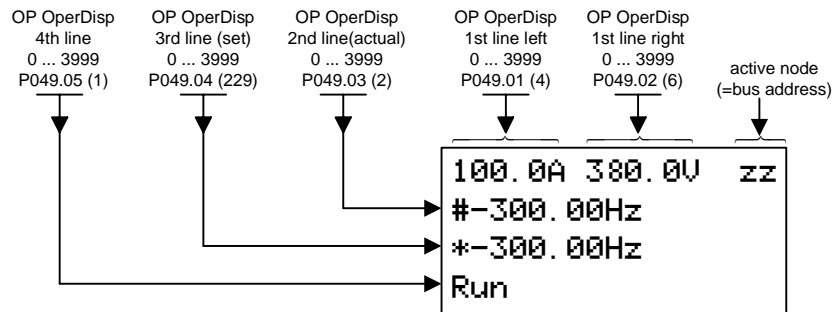 OP OperDisp
4th line
0 ... 3999
P049.05 (1)
OP OperDisp
3rd line (set)
0 ... 3999
P049.04 (229)
OP OperDisp
2nd line(actual)
0 ... 3999
P049.03 (2)
OP OperDisp
1st line left
0 ... 3999
P049.01 (4)
OP OperDisp
1st line right
0 ... 3999
P049.02 (6)
active node
(=bus address)
100.0A 380.0V zz
#-300.00Hz
*-300.00Hz
Run